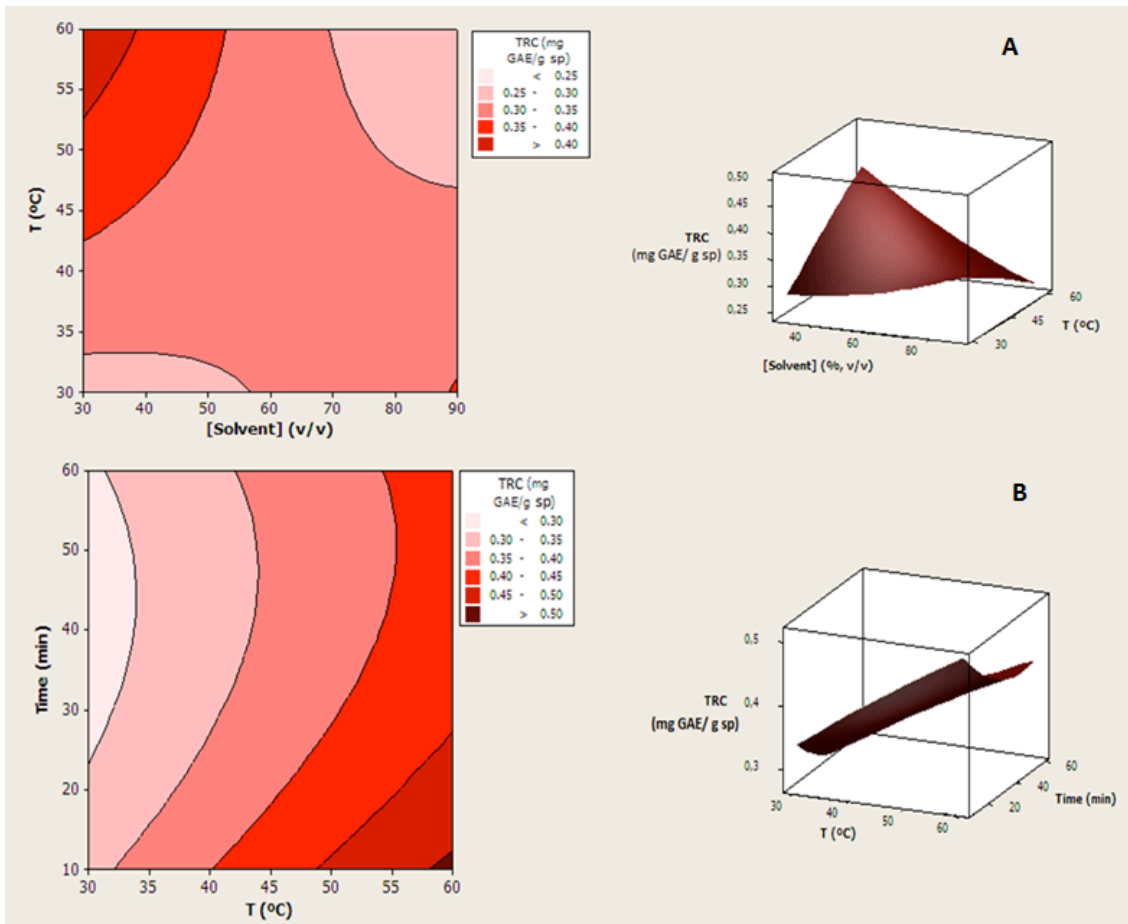 A
60
55
50
45
40
35
30
T (ºC)
30 40 50 60 70 80 90
[Solvent] (v/v)
TRC (mg
GAE/g sp)
< 0.25
0.25 - 0.30
0.30 - 0.35
0.35 - 0.40
> 0.40
0,50
0,45
0,40
0,35
0,30
0,25
TRC
(mg GAE/ g sp)
40 60 80
[Solvent] (%, v/v)
30 45 60
T (ºC)
B
60
50
40
30
20
10
Time (min)
30 35 40 45 50 55 60
T (ºC)
TRC (mg
GAE/g sp)
< 0.30
0.30 - 0.35
0.35 - 0.40
0.40 - 0.45
0.45 - 0.50
> 0.50
0,5
0,4
0,3
TRC
(mg GAE/ g sp)
30 40 50 60
T (ºC)
20 40 60
Time (min)